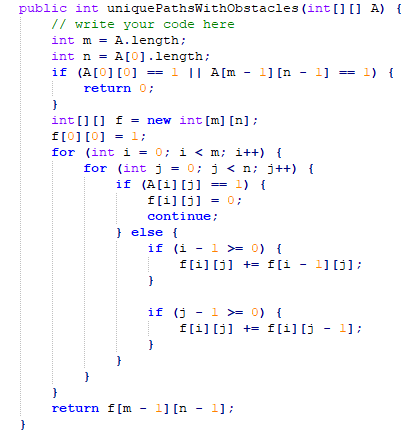 public int uniquePathsWithObstacles(int[][] A) {
    // write your code here
    int m = A.length;
    int n = A[0].length;
    if (A[0][0] == 1 || A[m - 1][n - 1] == 1) {
        return 0;
    }
    int[][] f = new int[m][n];
    f[0][0] = 1;
    for (int i = 0; i < m; i++) {
        for (int j = 0; j < n; j++) {
            if (A[i][j] == 1) {
                f[i][j] = 0;
                continue;
            } else {
                if (i - 1 >= 0) {
                    f[i][j] += f[i - 1][j];
                }

                if (j - 1 >= 0) {
                    f[i][j] += f[i][j - 1];
                }
            }
        }
    }
    return f[m - 1][n - 1];
}